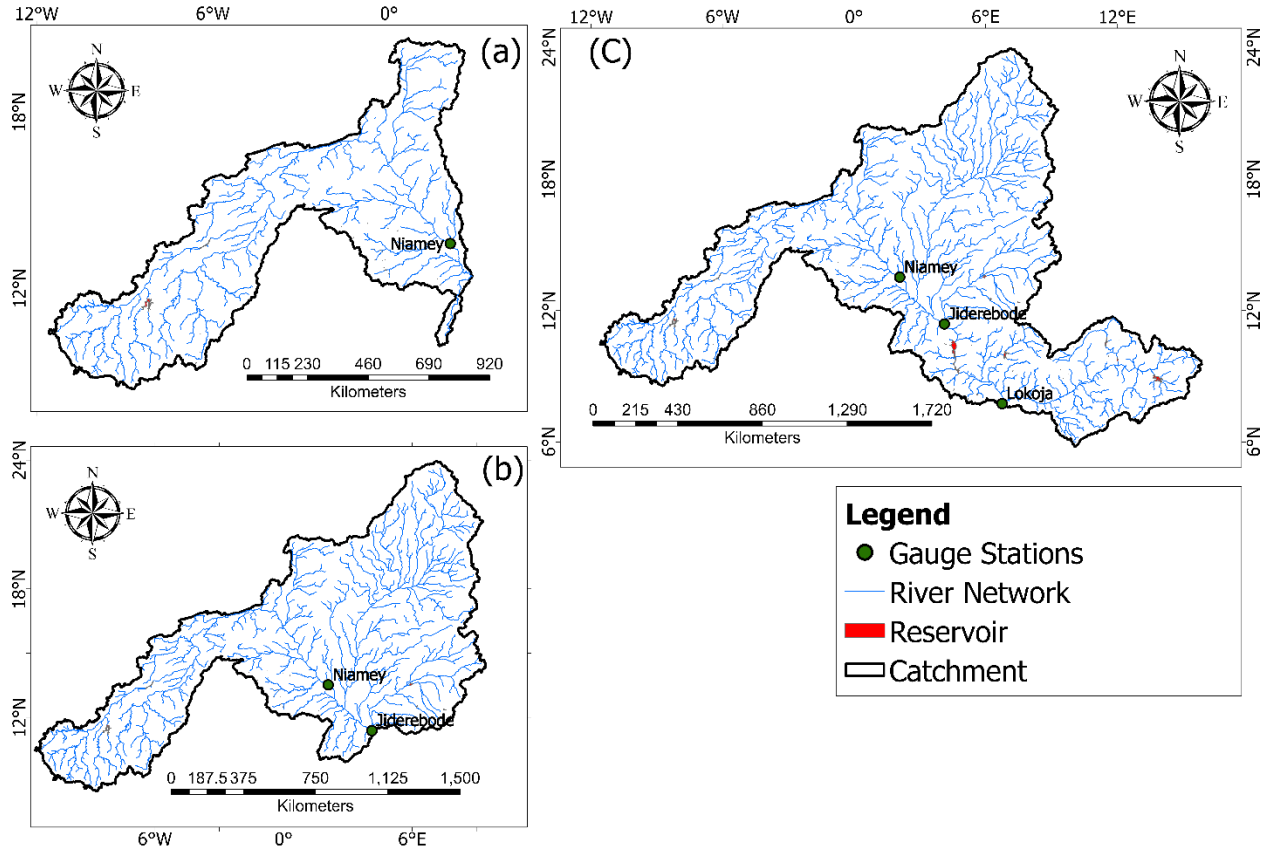 12°W 6°W 0°
(a)
N
W E
S
18°N
12°N
Niamey
0 115 230 460 690 920
Kilometers
12°W 6°W 0° 6°E 12°E
(C)
N
W E
S
24°N
18°N
12°N
6°N
24°N
18°N
12°N
6°N
Niamey
Jiderebode
Lokoja
0 215 430 860 1,290 1,720
Kilometers
(b)
N
W E
S
24°N
18°N
12°N
Niamey
Jiderebode
0 187.5 375 750 1,125 1,500
Kilometers
6°W 0° 6°E
Legend
Gauge Stations
River Network
Reservoir
Catchment